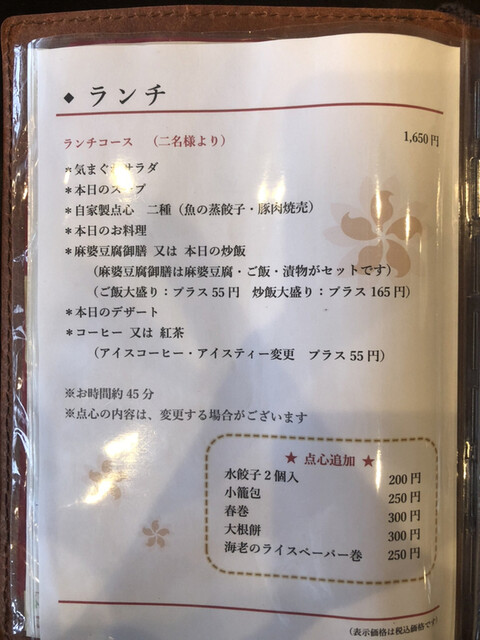 ◆ ランチ
ランチコース (二名様より) 1,650円
*気まぐれサラダ
*本日のスープ
*自家製点心 二種(魚の蒸餃子・豚肉焼売)
*本日のお料理
*麻婆豆腐御膳 又は 本日の炒飯
(麻婆豆腐御膳は麻婆豆腐・ご飯・漬物がセットです)
(ご飯大盛り:プラス55円 炒飯大盛り:プラス165円)
*本日のデザート
*コーヒー 又は 紅茶
(アイスコーヒー・アイスティー変更 プラス55円)
※お時間約45分
※点心の内容は、変更する場合がございます
★ 点心追加 ★
水餃子2個入 200円
小籠包 250円
春巻 300円
大根餅 300円
海老のライスペーパー巻 250円
(表示価格は税込価格です)